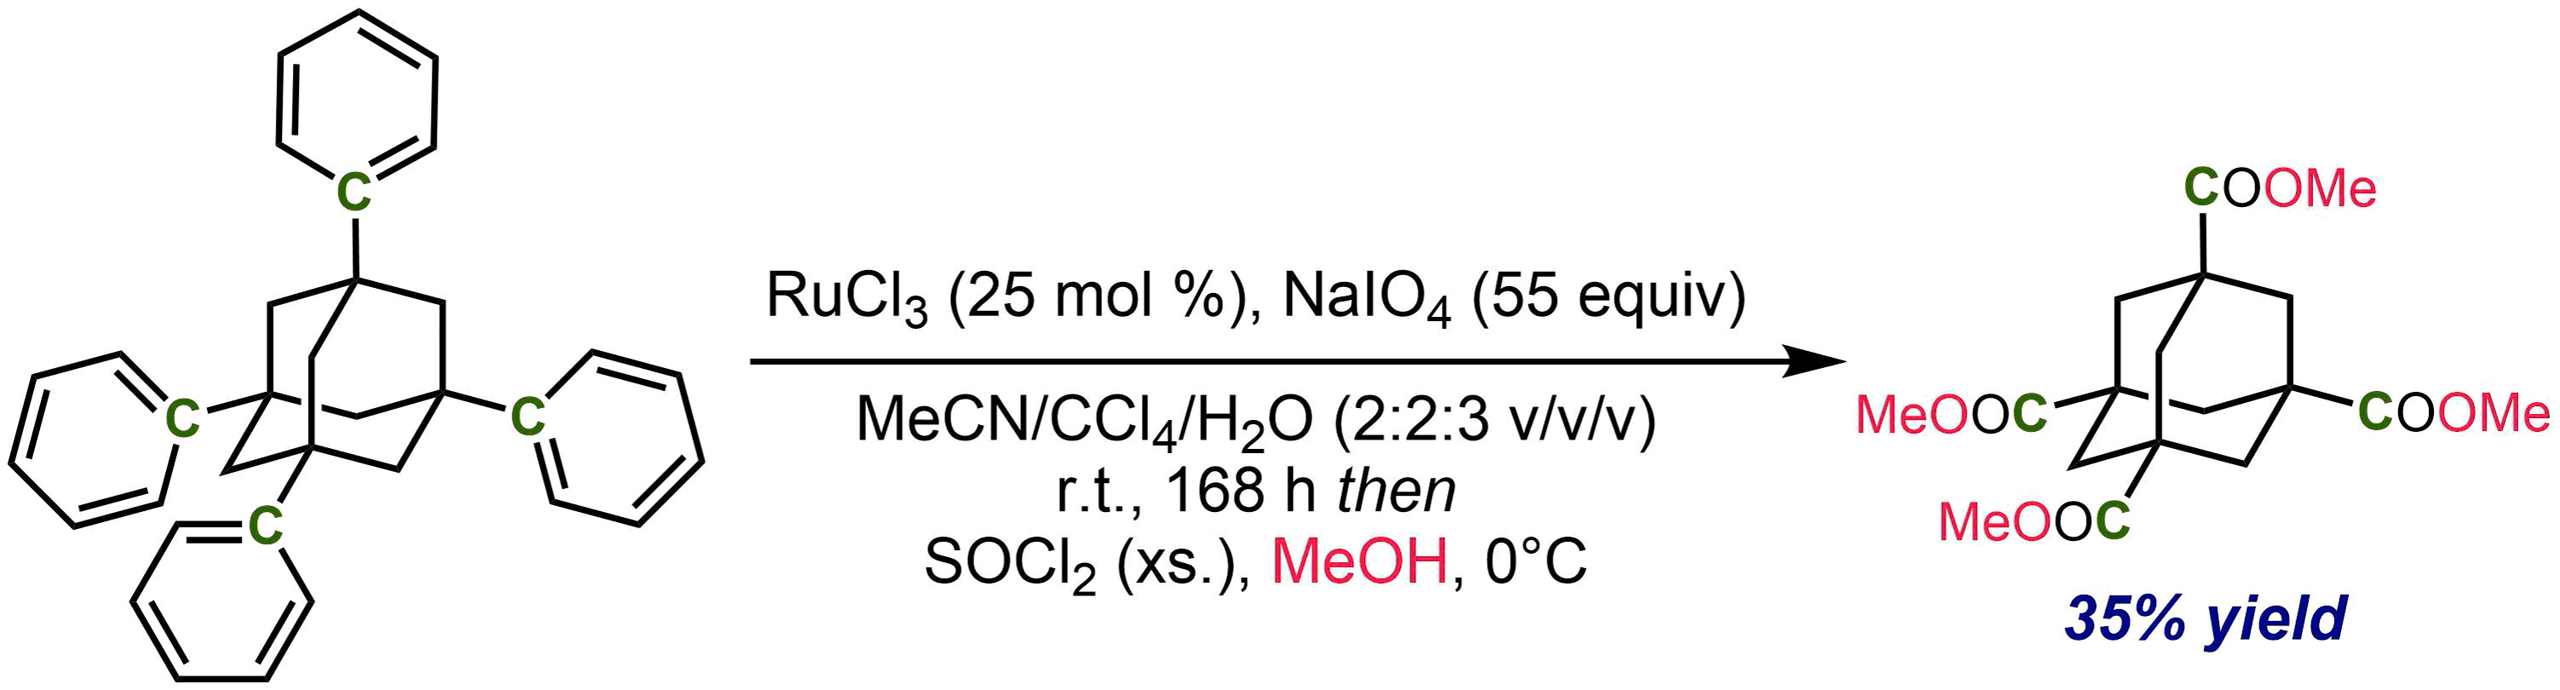 C
C
C
C
RuCl₃ (25 mol %), NaIO₄ (55 equiv)
MeCN/CCl₄/H₂O (2:2:3 v/v/v)
r.t., 168 h then
SOCl₂ (xs.), MeOH, 0°C
COOMe
MeOOC
COOMe
MeOOC
35% yield